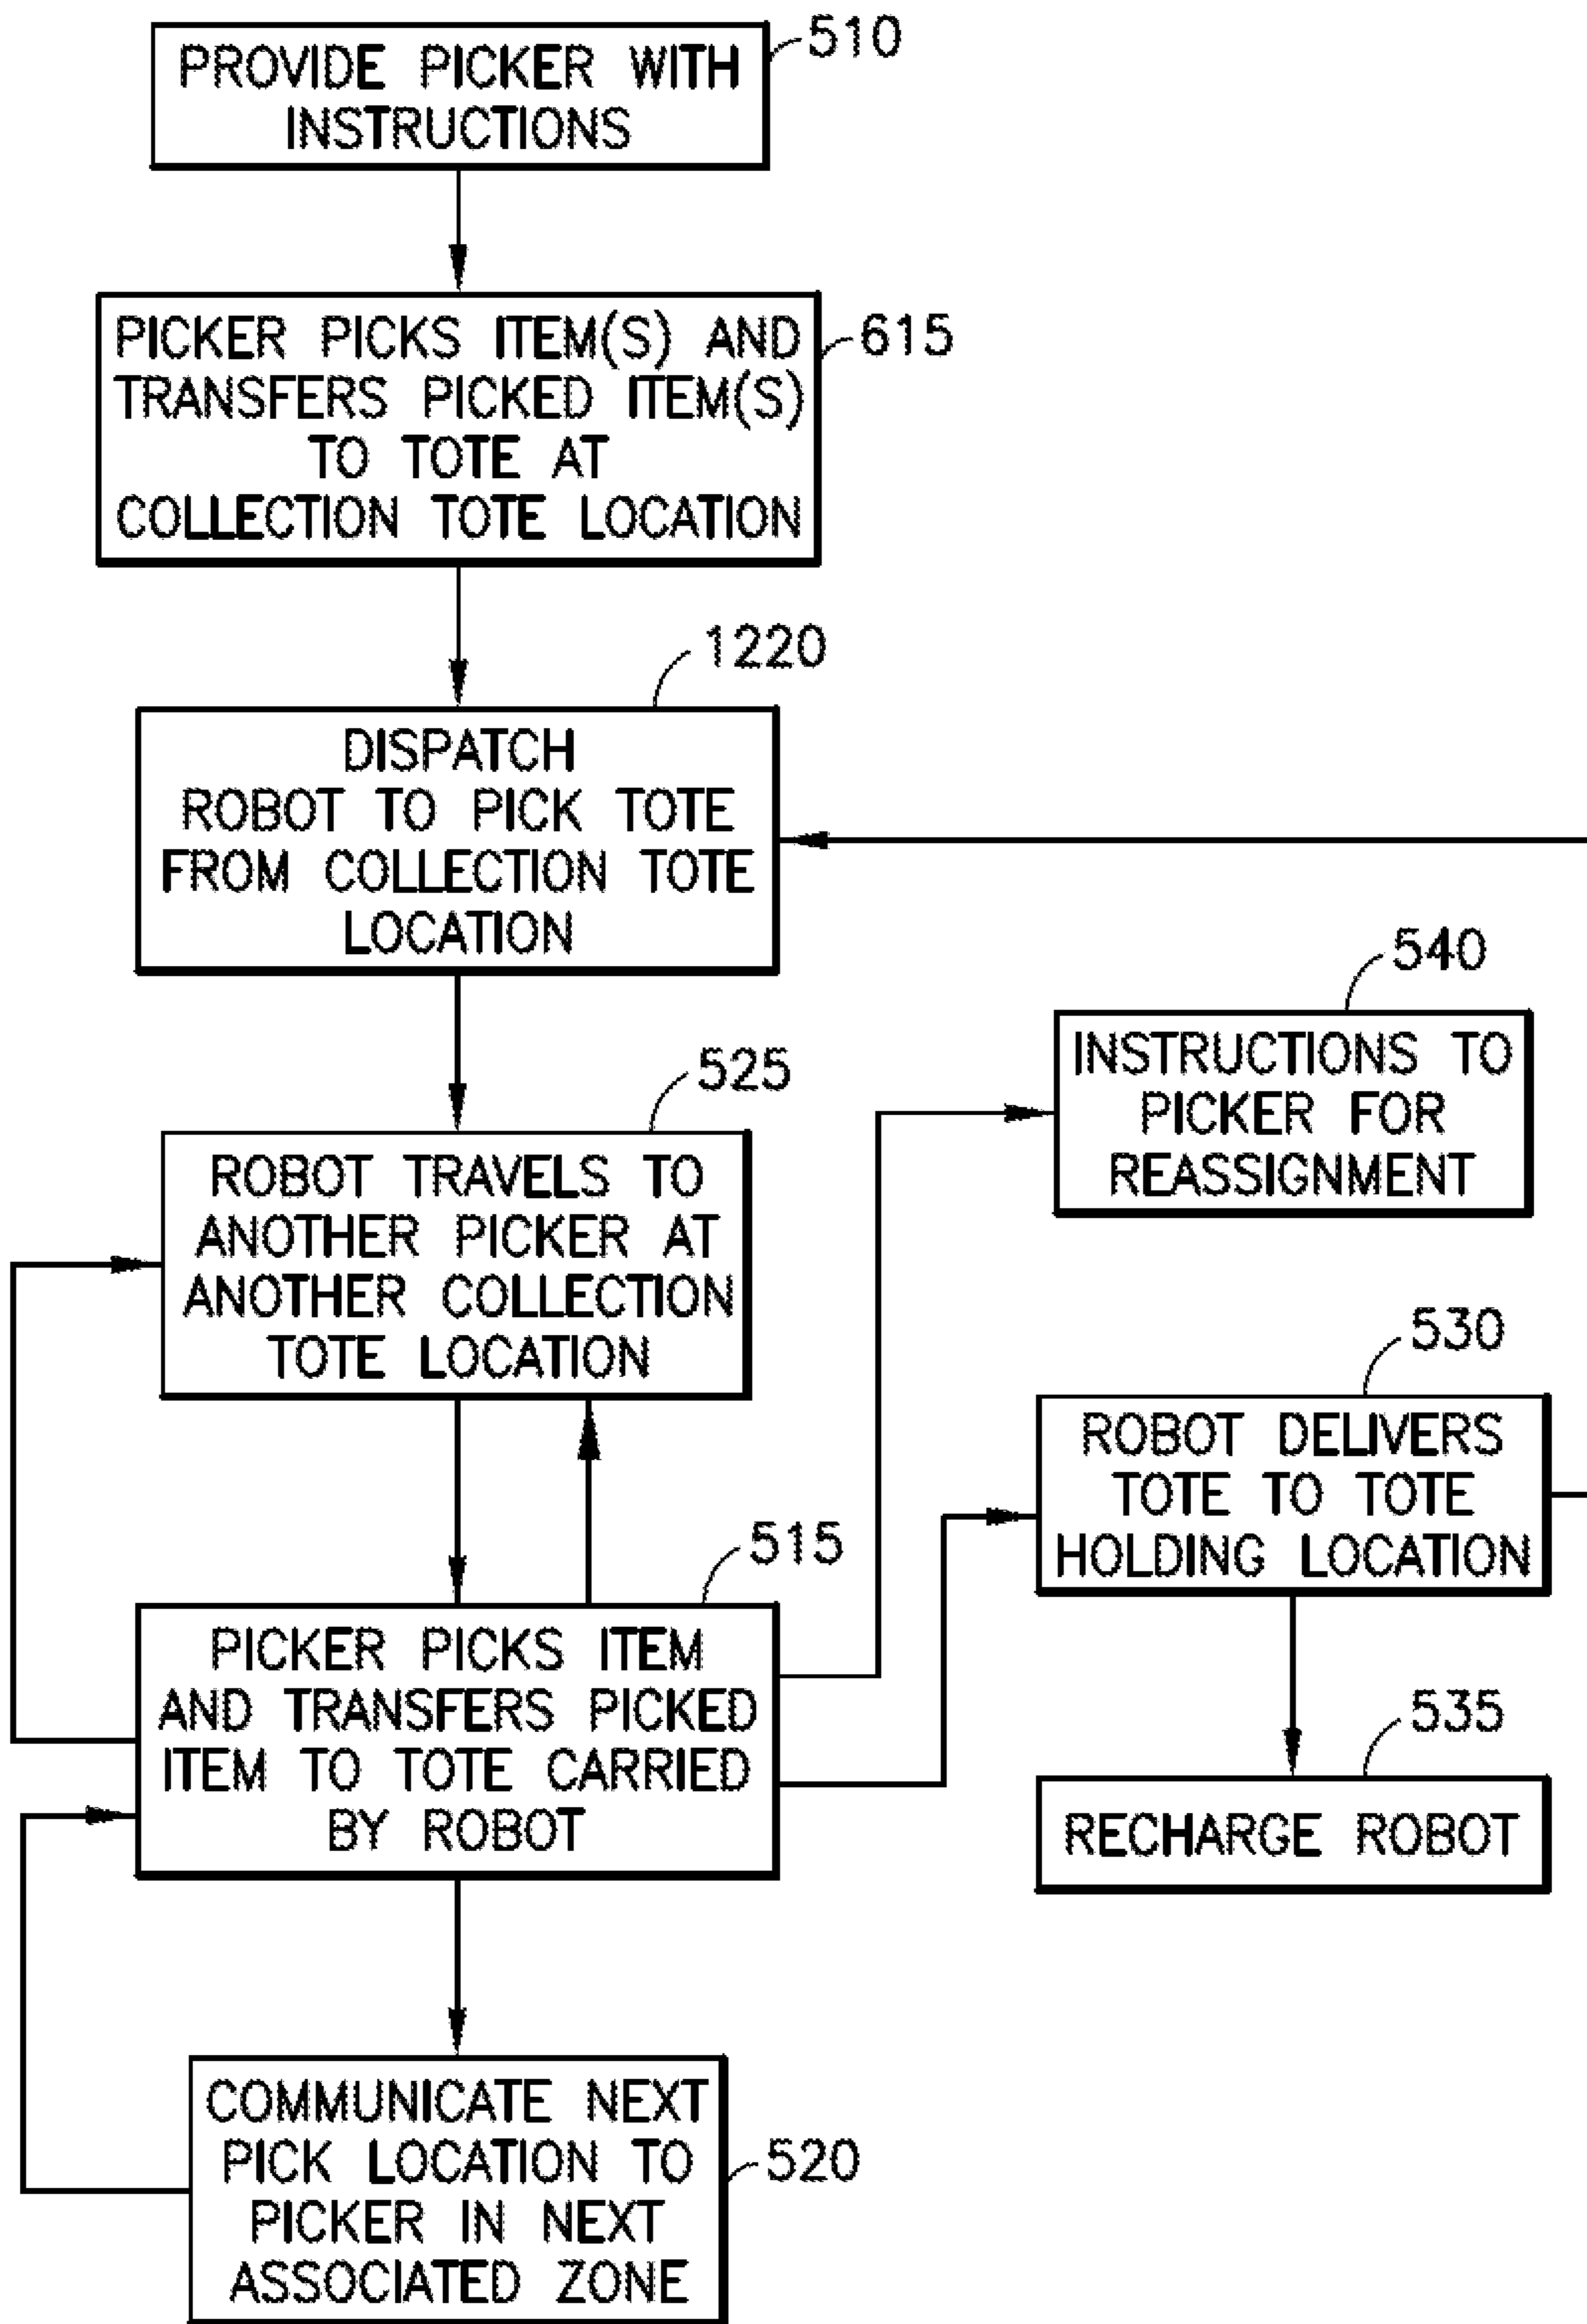 510
PROVIDE PICKER WITH
INSTRUCTIONS
615
PICKER PICKS ITEM(S) AND
TRANSFERS PICKED ITEM(S)
TO TOTE AT
COLLECTION TOTE LOCATION
1220
DISPATCH
ROBOT TO PICK TOTE
FROM COLLECTION TOTE
LOCATION
540
INSTRUCTIONS TO
PICKER FOR
REASSIGNMENT
525
ROBOT TRAVELS TO
ANOTHER PICKER AT
ANOTHER COLLECTION
TOTE LOCATION
530
ROBOT DELIVERS
TOTE TO TOTE
HOLDING LOCATION
515
PICKER PICKS ITEM
AND TRANSFERS PICKED
ITEM TO TOTE CARRIED
BY ROBOT
535
RECHARGE ROBOT
COMMUNICATE NEXT
PICK LOCATION TO
PICKER IN NEXT
ASSOCIATED ZONE
520